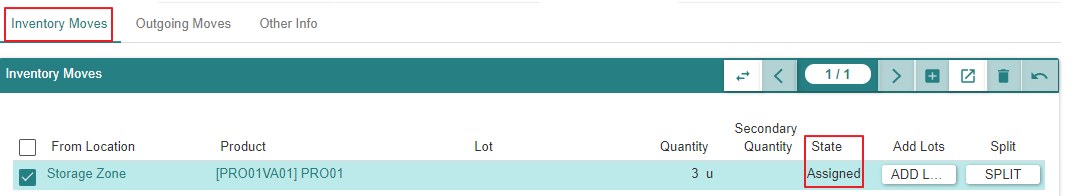 Inventory Moves Outgoing Moves Other Info
Inventory Moves 1 / 1
From Location Product Lot Quantity Secondary Quantity State Add Lots Split
Storage Zone [PRO01VA01] PRO01 3 u Assigned ADD L... SPLIT